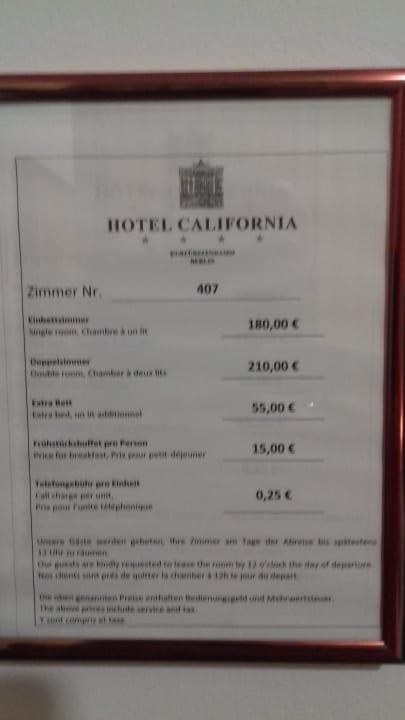 HOTEL CALIFORNIA
KURFÜRSTENDAMM
BERLIN
Zimmer Nr. 407
Einbettzimmer
Single room, Chambre à un lit 180,00 €
Doppelzimmer
Double room, Chamber à deux lits 210,00 €
Extra Bett
Extra bed, un lit additionnel 55,00 €
Frühstücksbuffet pro Person
Price for breakfast, Prix pour petit déjeuner 15,00 €
Telefongebühr pro Einheit
Call charge per unit, 0,25 €
Prix pour l'unité téléphonique
Unsere Gäste werden gebeten, Ihre Zimmer am Tage der Abreise bis spätestens
12 Uhr zu räumen.
Our guests are kindly requested to leave the room by 12 o'clock the day of departure.
Nos clients sont priés de quitter la chamber à 12h le jour du depart.
Die oben genannten Preise enthalten Bedienungsgeld und Mehrwertsteuer.
The above prices include service and tax.
Y sont compris et taxe.